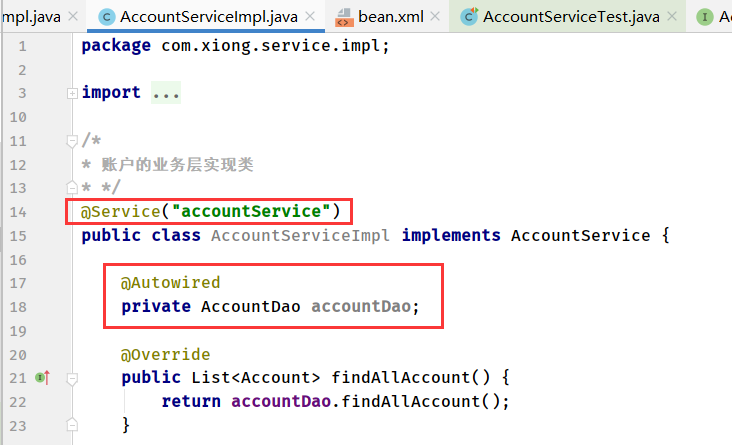 mpl.java × AccountServiceImpl.java × bean.xml × AccountServiceTest.java × A
1 package com.xiong.service.impl;
2
3 import ...
10
11 /*
12 * 账户的业务层实现类
13 * */
14 @Service("accountService")
15 public class AccountServiceImpl implements AccountService {
16
17 @Autowired
18 private AccountDao accountDao;
19
20 @Override
21 public List<Account> findAllAccount() {
22 return accountDao.findAllAccount();
23 }